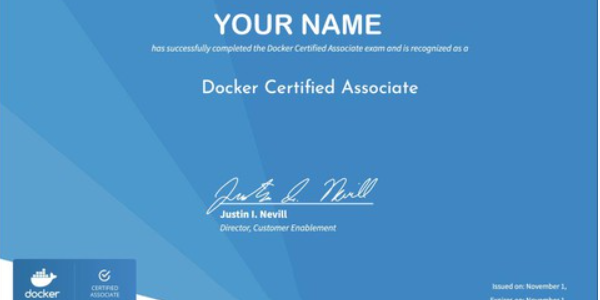 YOUR NAME
has successfully completed the Docker Certified Associate exam and is recognized as a
Docker Certified Associate
Justin I. Nevill
Justin I. Nevill
Director, Customer Enablement
docker
CERTIFIED
ASSOCIATE
Issued on: November 1,
Expires on: November 1,